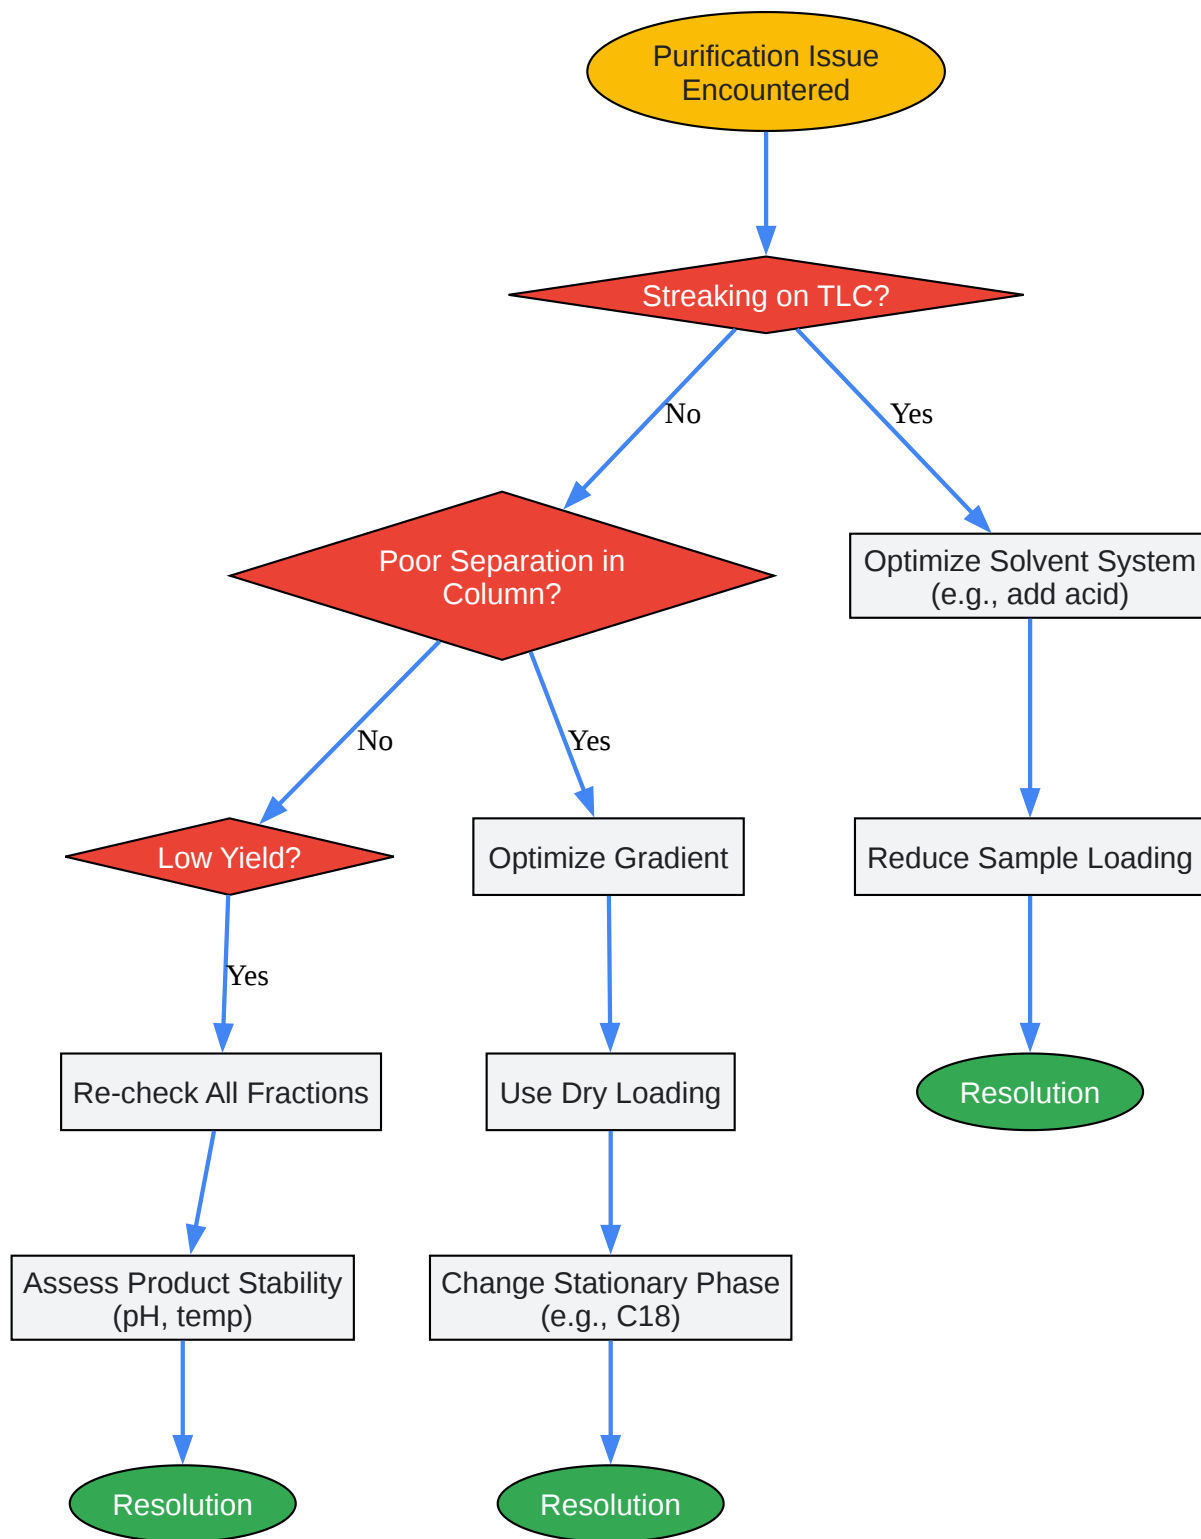 Purification Issue
Encountered
Streaking on TLC?
No
Yes
Poor Separation in
Column?
Optimize Solvent System
(e.g., add acid)
No
Yes
Low Yield?
Optimize Gradient
Reduce Sample Loading
Yes
Re-check All Fractions
Use Dry Loading
Resolution
Assess Product Stability
(pH, temp)
Change Stationary Phase
(e.g., C18)
Resolution
Resolution